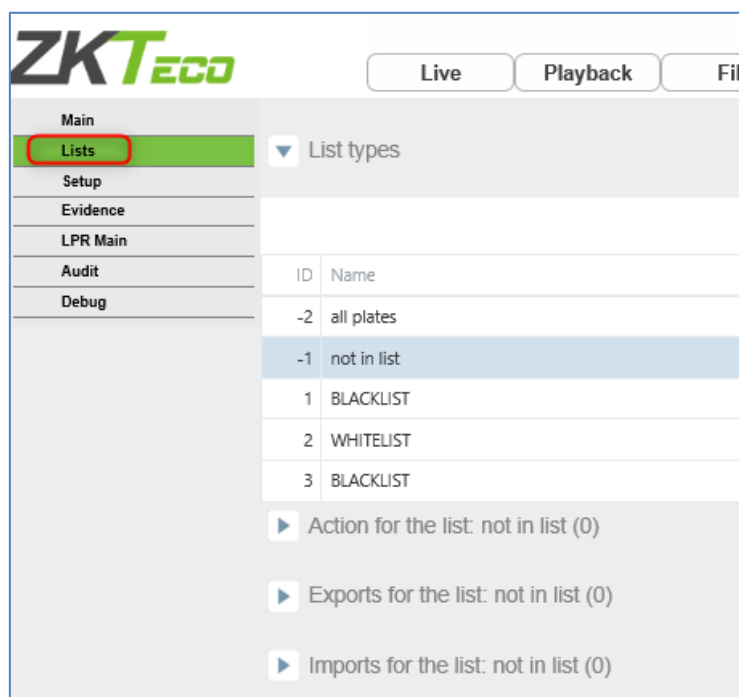 ZKTeco
Live Playback Fil
Main
Lists
Setup
Evidence
LPR Main
Audit
Debug
List types
ID Name
-2 all plates
-1 not in list
1 BLACKLIST
2 WHITELIST
3 BLACKLIST
Action for the list: not in list (0)
Exports for the list: not in list (0)
Imports for the list: not in list (0)